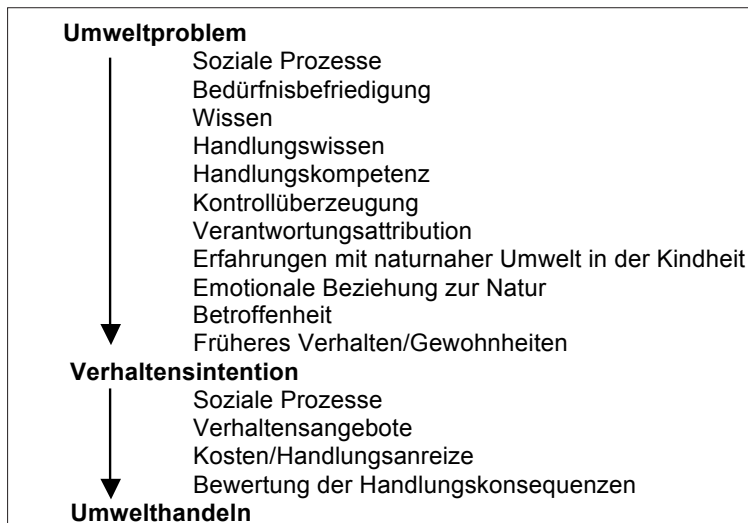 Umweltproblem
Soziale Prozesse
Bedürfnisbefriedigung
Wissen
Handlungswissen
Handlungskompetenz
Kontrollüberzeugung
Verantwortungsattribution
Erfahrungen mit naturnaher Umwelt in der Kindheit
Emotionale Beziehung zur Natur
Betroffenheit
Früheres Verhalten/Gewohnheiten
Verhaltensintention
Soziale Prozesse
Verhaltensangebote
Kosten/Handlungsanreize
Bewertung der Handlungskonsequenzen
Umwelthandeln